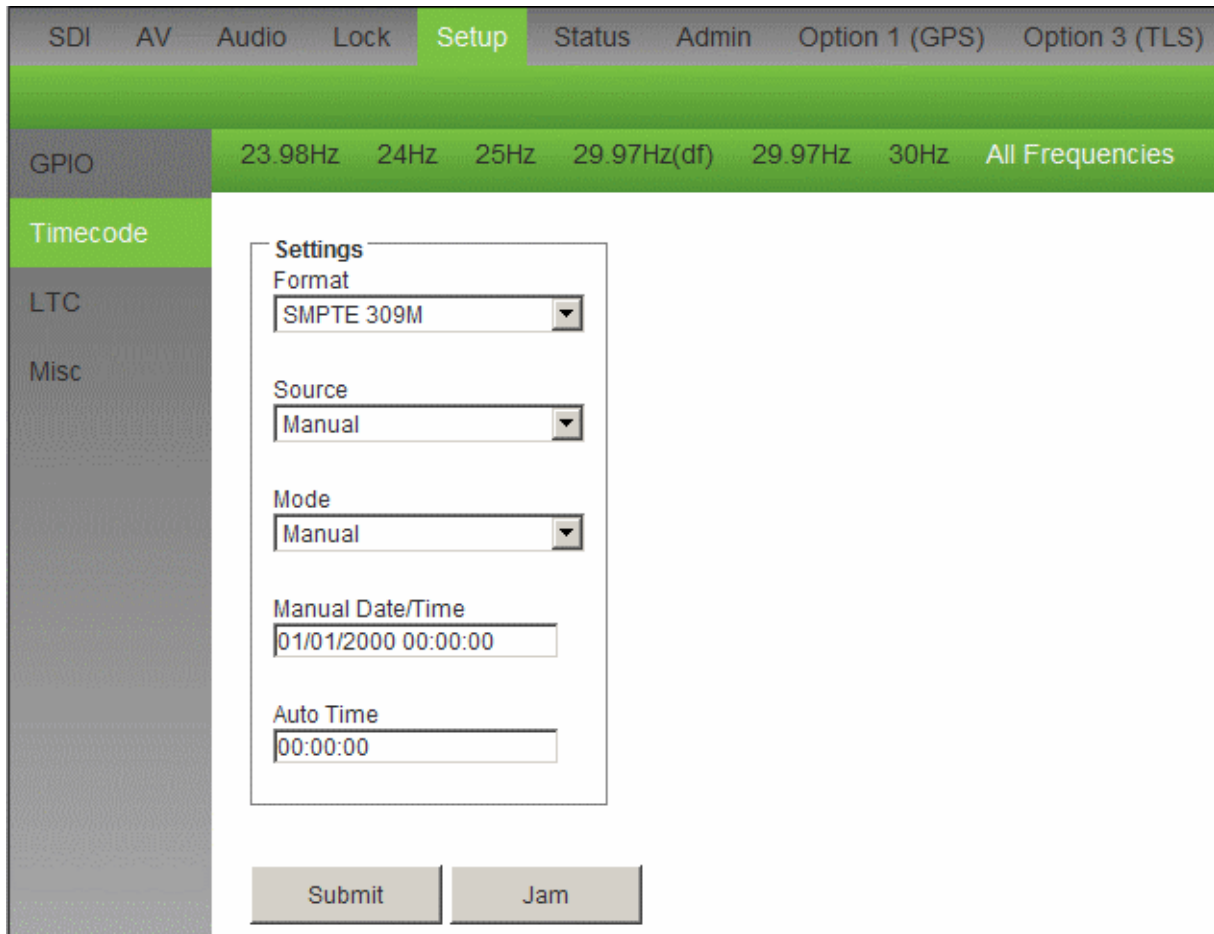 SDI AV Audio Lock Setup Status Admin Option 1 (GPS) Option 3 (TLS)
GPIO
Timecode
LTC
Misc
23.98Hz 24Hz 25Hz 29.97Hz(df) 29.97Hz 30Hz All Frequencies
Settings
Format
SMPTE 309M
Source
Manual
Mode
Manual
Manual Date/Time
01/01/2000 00:00:00
Auto Time
00:00:00
Submit Jam